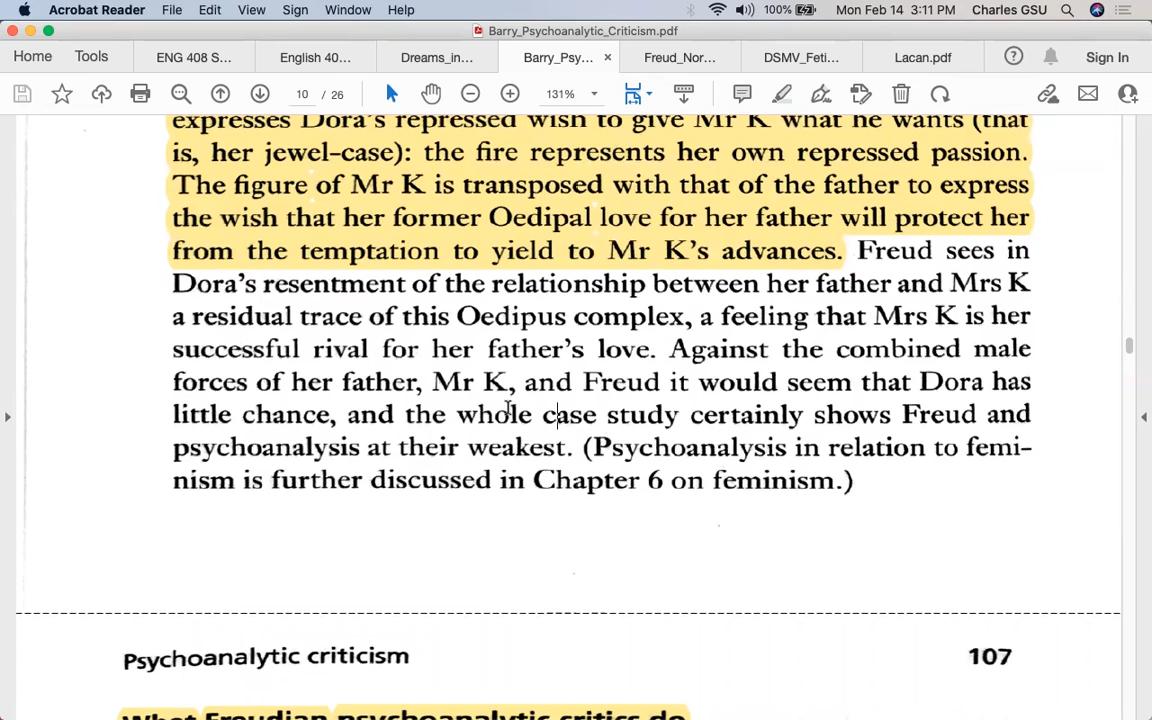 Acrobat Reader File Edit View Sign Window Help 100% Mon Feb 14 3:11 PM Charles GSU
Barry_Psychoanalytic_Criticism.pdf
Home Tools ENG 408 S... English 40... Dreams_in... Barry_Psy... × Freud_Nor... DSMV_Feti... Lacan.pdf Sign In
10 / 26 131%
expresses Dora's repressed wish to give Mr K what he wants (that
is, her jewel-case): the fire represents her own repressed passion.
The figure of Mr K is transposed with that of the father to express
the wish that her former Oedipal love for her father will protect her
from the temptation to yield to Mr K's advances. Freud sees in
Dora's resentment of the relationship between her father and Mrs K
a residual trace of this Oedipus complex, a feeling that Mrs K is her
successful rival for her father's love. Against the combined male
forces of her father, Mr K, and Freud it would seem that Dora has
little chance, and the whole case study certainly shows Freud and
psychoanalysis at their weakest. (Psychoanalysis in relation to femi-
nism is further discussed in Chapter 6 on feminism.)
Psychoanalytic criticism 107
What Freudian psychoanalytic critics do